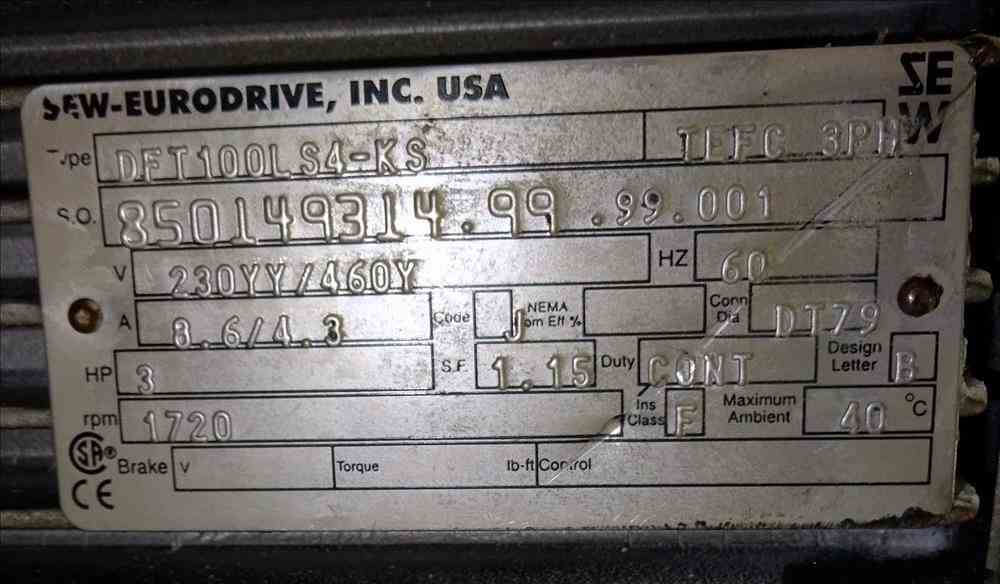 SEW-EURODRIVE, INC. USA
SE
W
Type DFT100LS4-KS TEFC 3PH
S.O. 850149314.99 .99.001
V 230YY/460Y HZ 60
A 8.6/4.3 Code J NEMA Nom Eff % Conn Dia DT79
HP 3 S.F. 1.15 Duty CONT Design Letter B
rpm 1720 Ins Class F Maximum Ambient 40 °C
SA® Brake V Torque lb-ft Control
CE